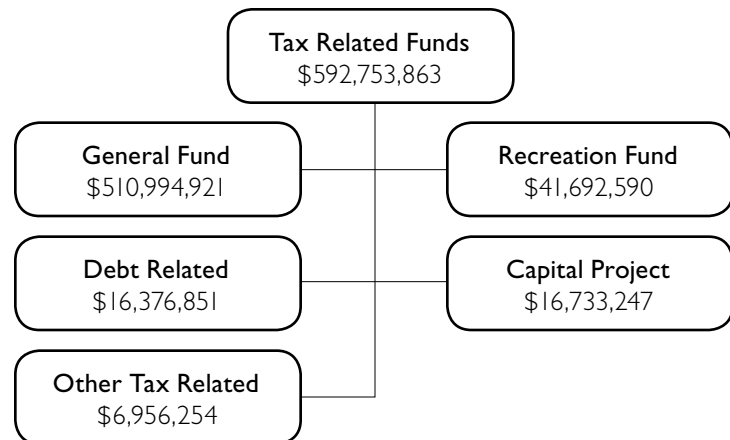 Tax Related Funds
$592,753,863
General Fund
$510,994,921
Recreation Fund
$41,692,590
Debt Related
$16,376,851
Capital Project
$16,733,247
Other Tax Related
$6,956,254